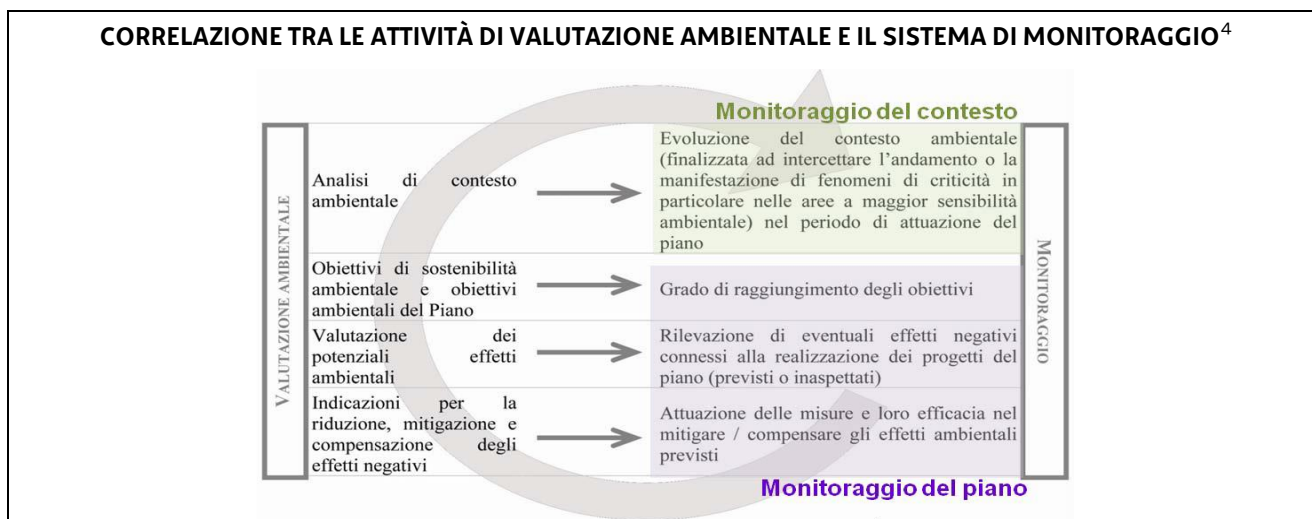 CORRELAZIONE TRA LE ATTIVITÀ DI VALUTAZIONE AMBIENTALE E IL SISTEMA DI MONITORAGGIO4
Monitoraggio del contesto
VALUTAZIONE AMBIENTALE
Analisi di contesto
ambientale
Evoluzione del contesto ambientale
(finalizzata ad intercettare l'andamento o la
manifestazione di fenomeni di criticità in
particolare nelle aree a maggior sensibilità
ambientale) nel periodo di attuazione del
piano
Obiettivi di sostenibilità
ambientale e obiettivi
ambientali del Piano
Grado di raggiungimento degli obiettivi
Valutazione dei
potenziali effetti
ambientali
Rilevazione di eventuali effetti negativi
connessi alla realizzazione dei progetti del
piano (previsti o inaspettati)
Indicazioni per la
riduzione, mitigazione e
compensazione degli
effetti negativi
Attuazione delle misure e loro efficacia nel
mitigare / compensare gli effetti ambientali
previsti
MONITORAGGIO
Monitoraggio del piano